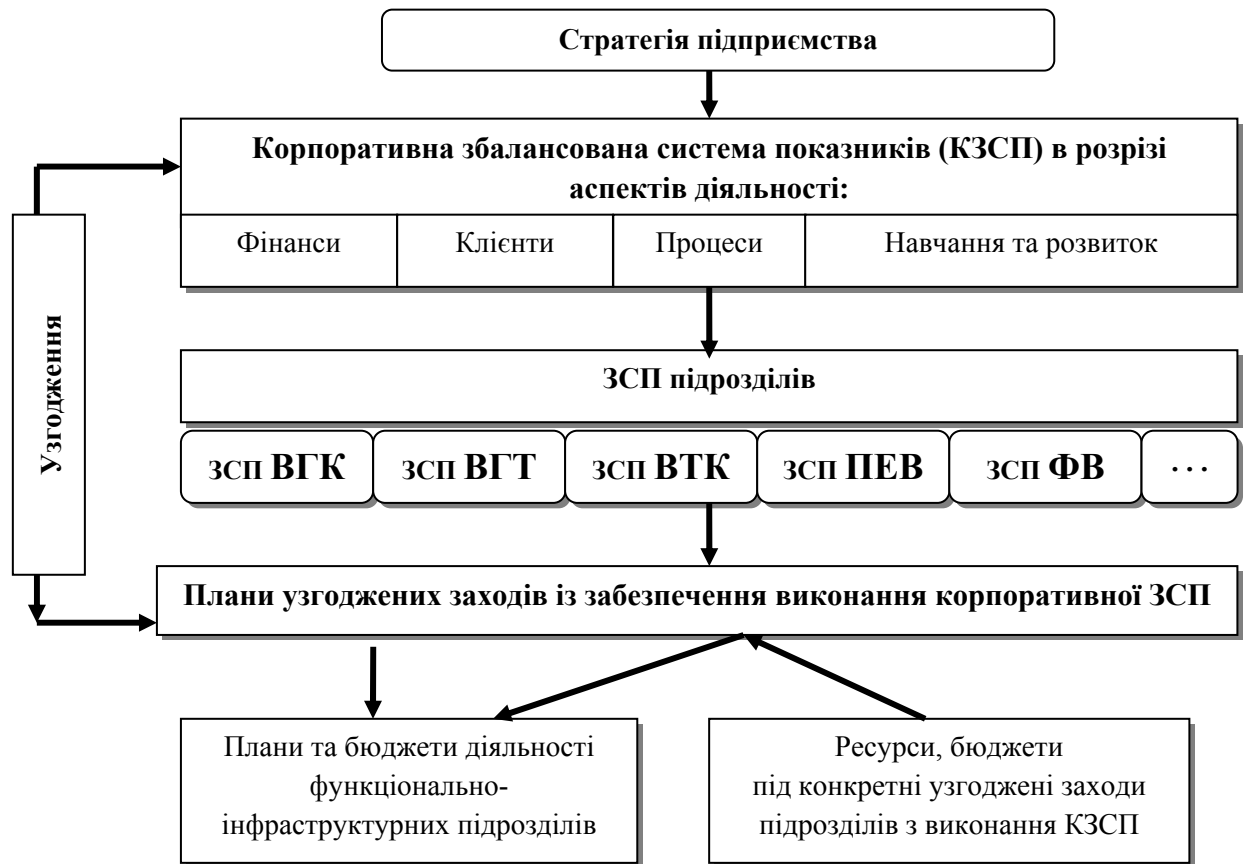 Стратегія підприємства
Корпоративна збалансована система показників (КЗСП) в розрізі
аспектів діяльності:
Фінанси
Клієнти
Процеси
Навчання та розвиток
Узгодження
ЗСП підрозділів
ЗСП ВГК
ЗСП ВГТ
ЗСП ВТК
ЗСП ПЕВ
ЗСП ФВ
...
Плани узгоджених заходів із забезпечення виконання корпоративної ЗСП
Плани та бюджети діяльності
функціонально-
інфраструктурних підрозділів
Ресурси, бюджети
під конкретні узгоджені заходи
підрозділів з виконання КЗСП